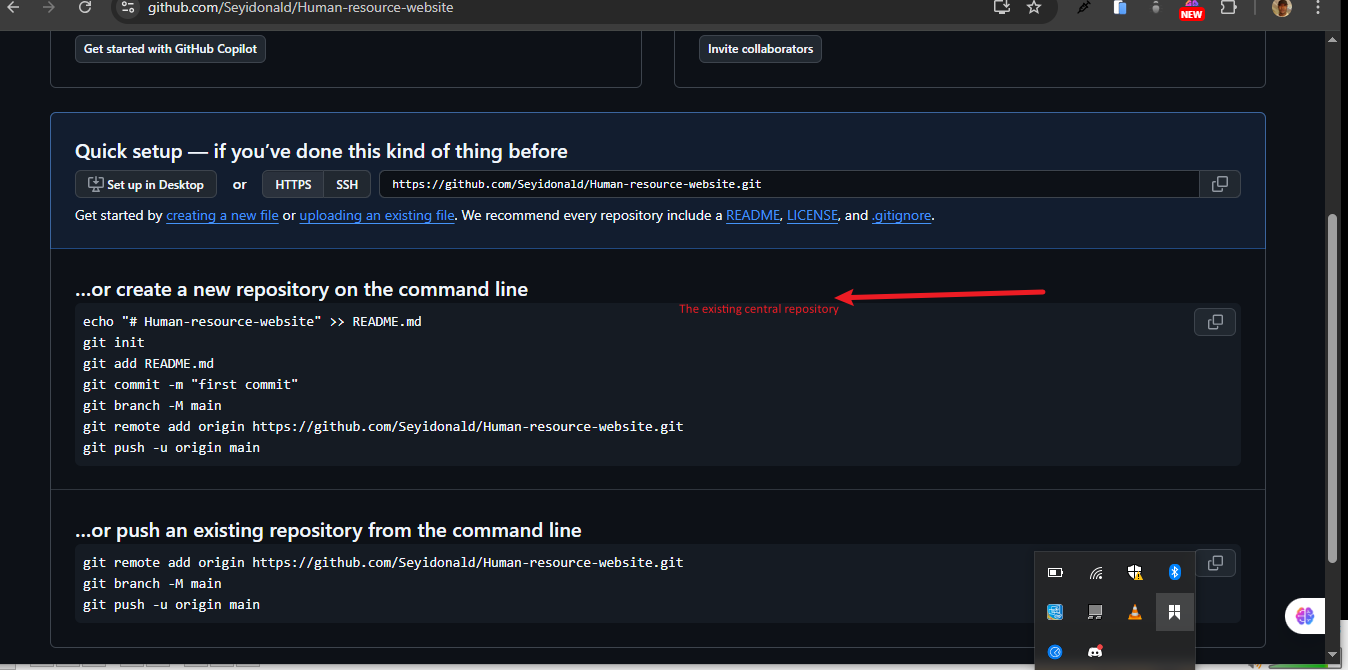 github.com/Seyidonald/Human-resource-website
NEW
Get started with GitHub Copilot
Invite collaborators
Quick setup — if you’ve done this kind of thing before
Set up in Desktop or HTTPS SSH https://github.com/Seyidonald/Human-resource-website.git
Get started by creating a new file or uploading an existing file. We recommend every repository include a README, LICENSE, and .gitignore.
…or create a new repository on the command line
The existing central repository
echo "# Human-resource-website" >> README.md
git init
git add README.md
git commit -m "first commit"
git branch -M main
git remote add origin https://github.com/Seyidonald/Human-resource-website.git
git push -u origin main
…or push an existing repository from the command line
git remote add origin https://github.com/Seyidonald/Human-resource-website.git
git branch -M main
git push -u origin main